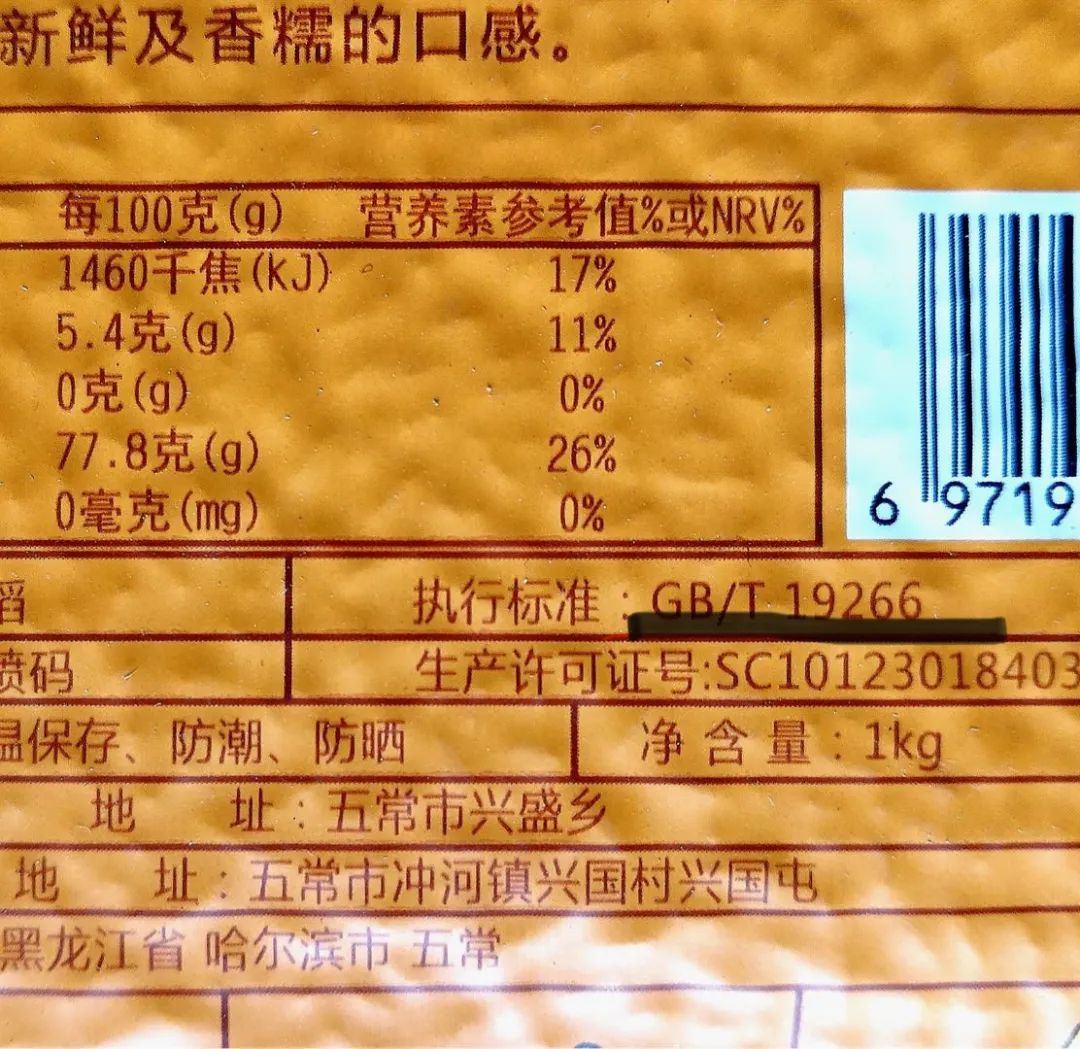 新鲜及香糯的口感。
每100克(g) 营养素参考值%或NRV%
1460千焦(kJ) 17%
5.4克(g) 11%
0克(g) 0%
77.8克(g) 26%
0毫克(mg) 0%
6 9719
稻 执行标准：GB/T 19266
喷码 生产许可证号:SC10123018403
温保存、防潮、防晒 净含量：1kg
地址：五常市兴盛乡
地址：五常市冲河镇兴国村兴国屯
黑龙江省 哈尔滨市 五常